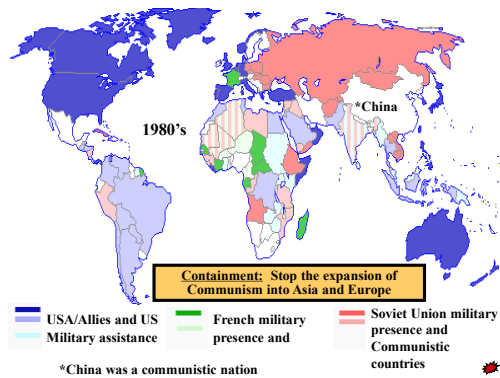 *China
1980's
Containment: Stop the expansion of
Communism into Asia and Europe
USA/Allies and US
Military assistance
French military
presence and
Soviet Union military
presence and
Communistic
countries
*China was a communistic nation